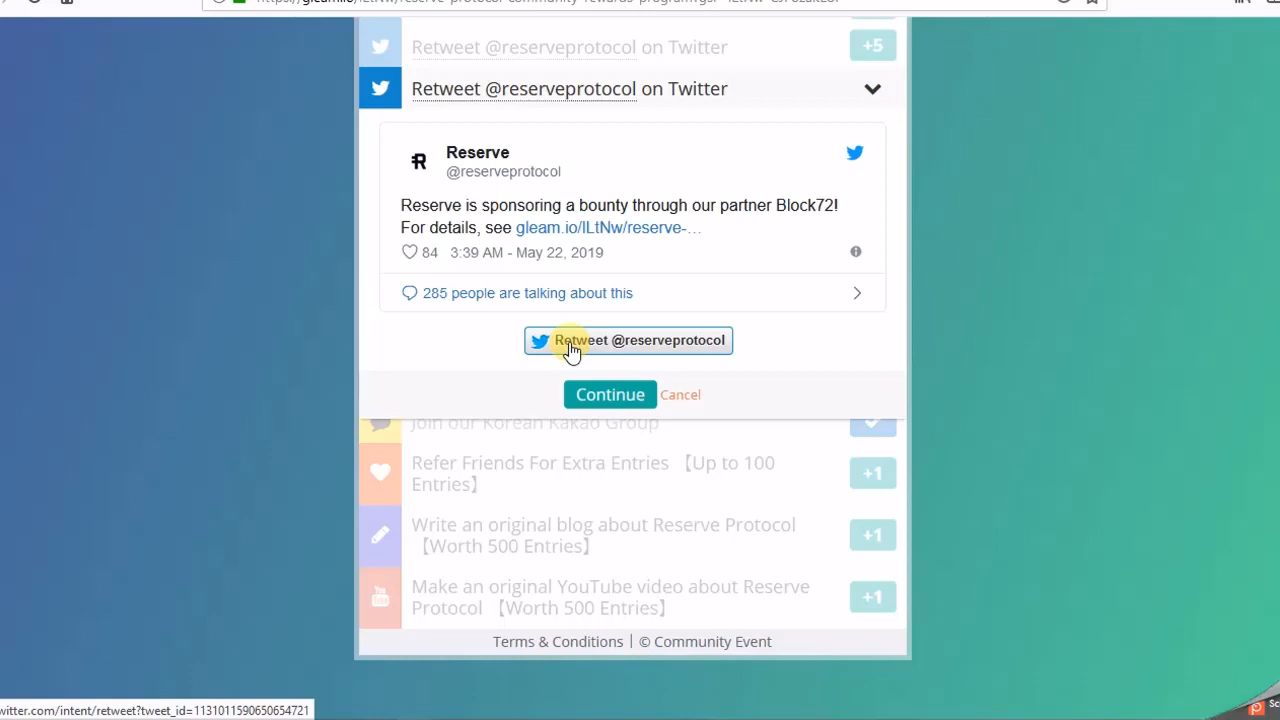 Retweet @reserveprotocol on Twitter
+5
Retweet @reserveprotocol on Twitter
Reserve
@reserveprotocol
Reserve is sponsoring a bounty through our partner Block72!
For details, see gleam.io/lLtNw/reserve-…
84 3:39 AM - May 22, 2019
285 people are talking about this
Retweet @reserveprotocol
Continue Cancel
Join our Korean Kakao Group
Refer Friends For Extra Entries 【Up to 100
Entries】
+1
Write an original blog about Reserve Protocol
【Worth 500 Entries】
+1
Make an original YouTube video about Reserve
Protocol 【Worth 500 Entries】
+1
Terms & Conditions | © Community Event
witter.com/intent/retweet?tweet_id=1131011590650654721